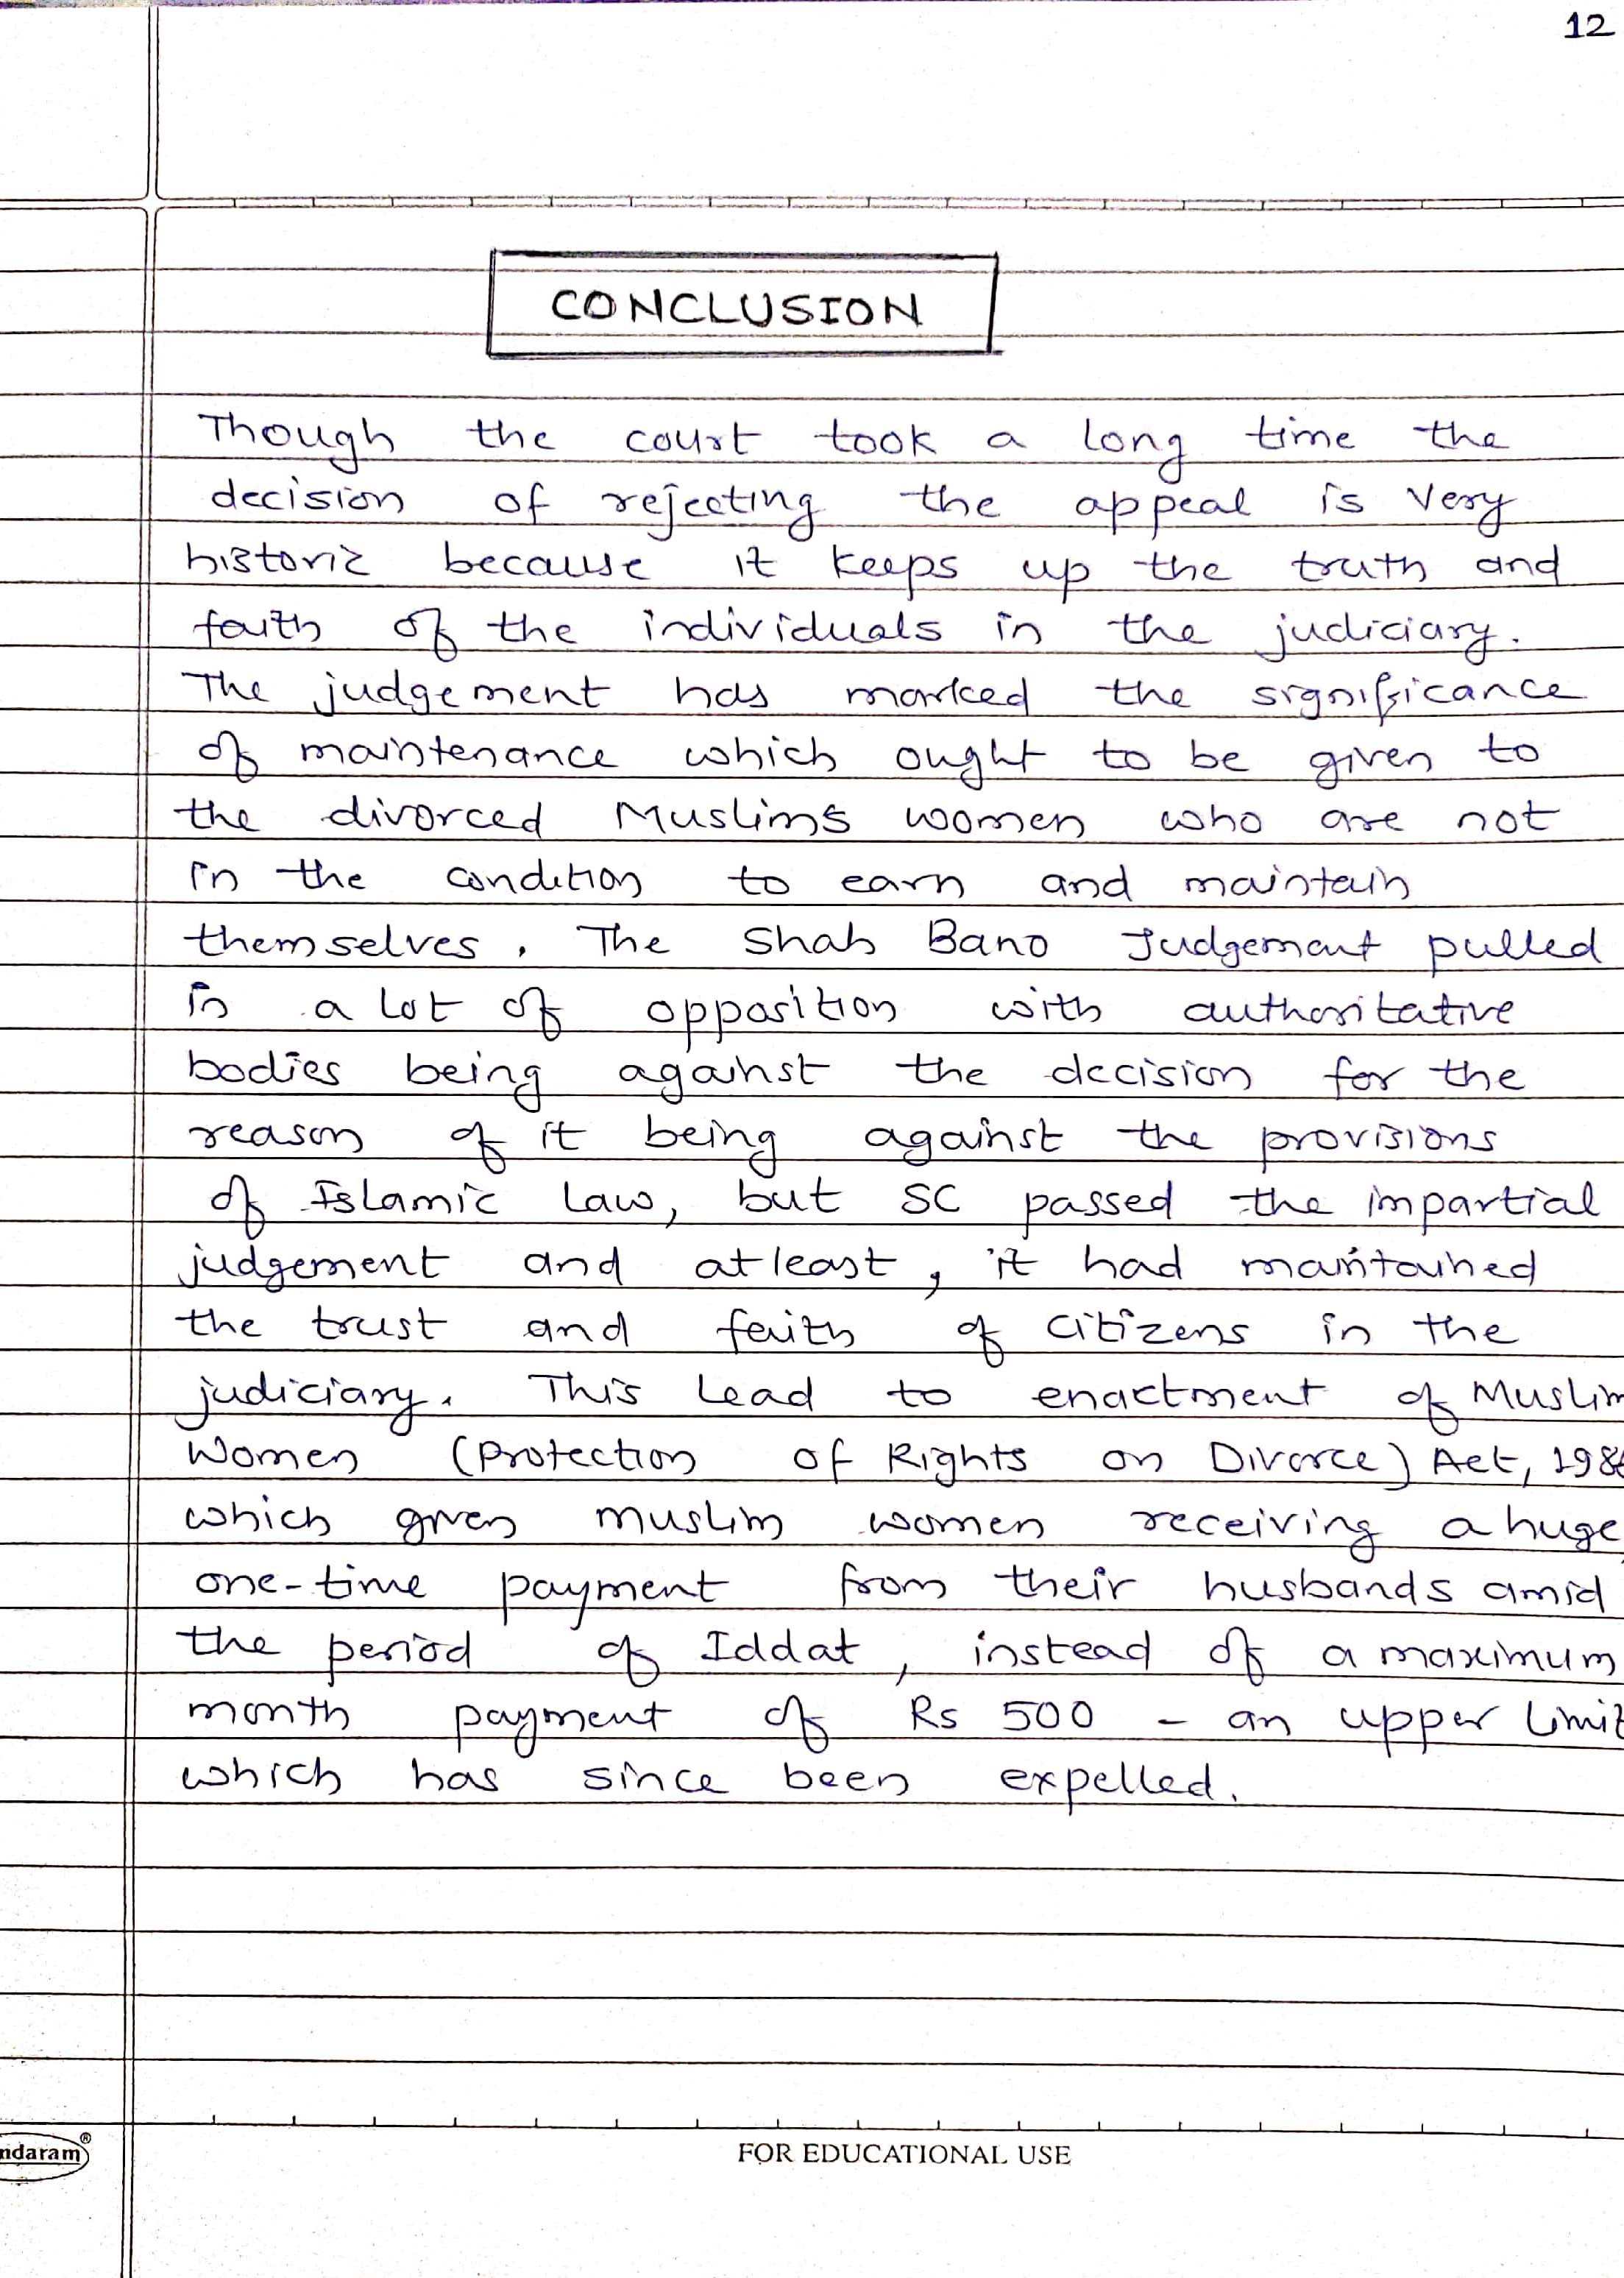 12
CONCLUSION
Though the court took a long time the
decision of rejecting the appeal is very
historic because it keeps up the truth and
faith of the individuals in the judiciary.
The judgement has marked the significance
of maintenance which ought to be given to
the divorced Muslims women who are not
in the condition to earn and maintain
themselves. The Shah Bano Judgement pulled
in a lot of opposition with authoritative
bodies being against the decision for the
reason of it being against the provisions
of Islamic law, but SC passed the impartial
judgement and atleast, it had maintained
the trust and faith of citizens in the
judiciary. This lead to enactment of Muslim
Women (Protection of Rights on Divorce) Act, 1986
which given muslim women receiving a huge,
one-time payment from their husbands amid
the period of Iddat, instead of a maximum
month payment of Rs 500 - an upper limit
which has since been expelled.
ndaram®
FOR EDUCATIONAL USE